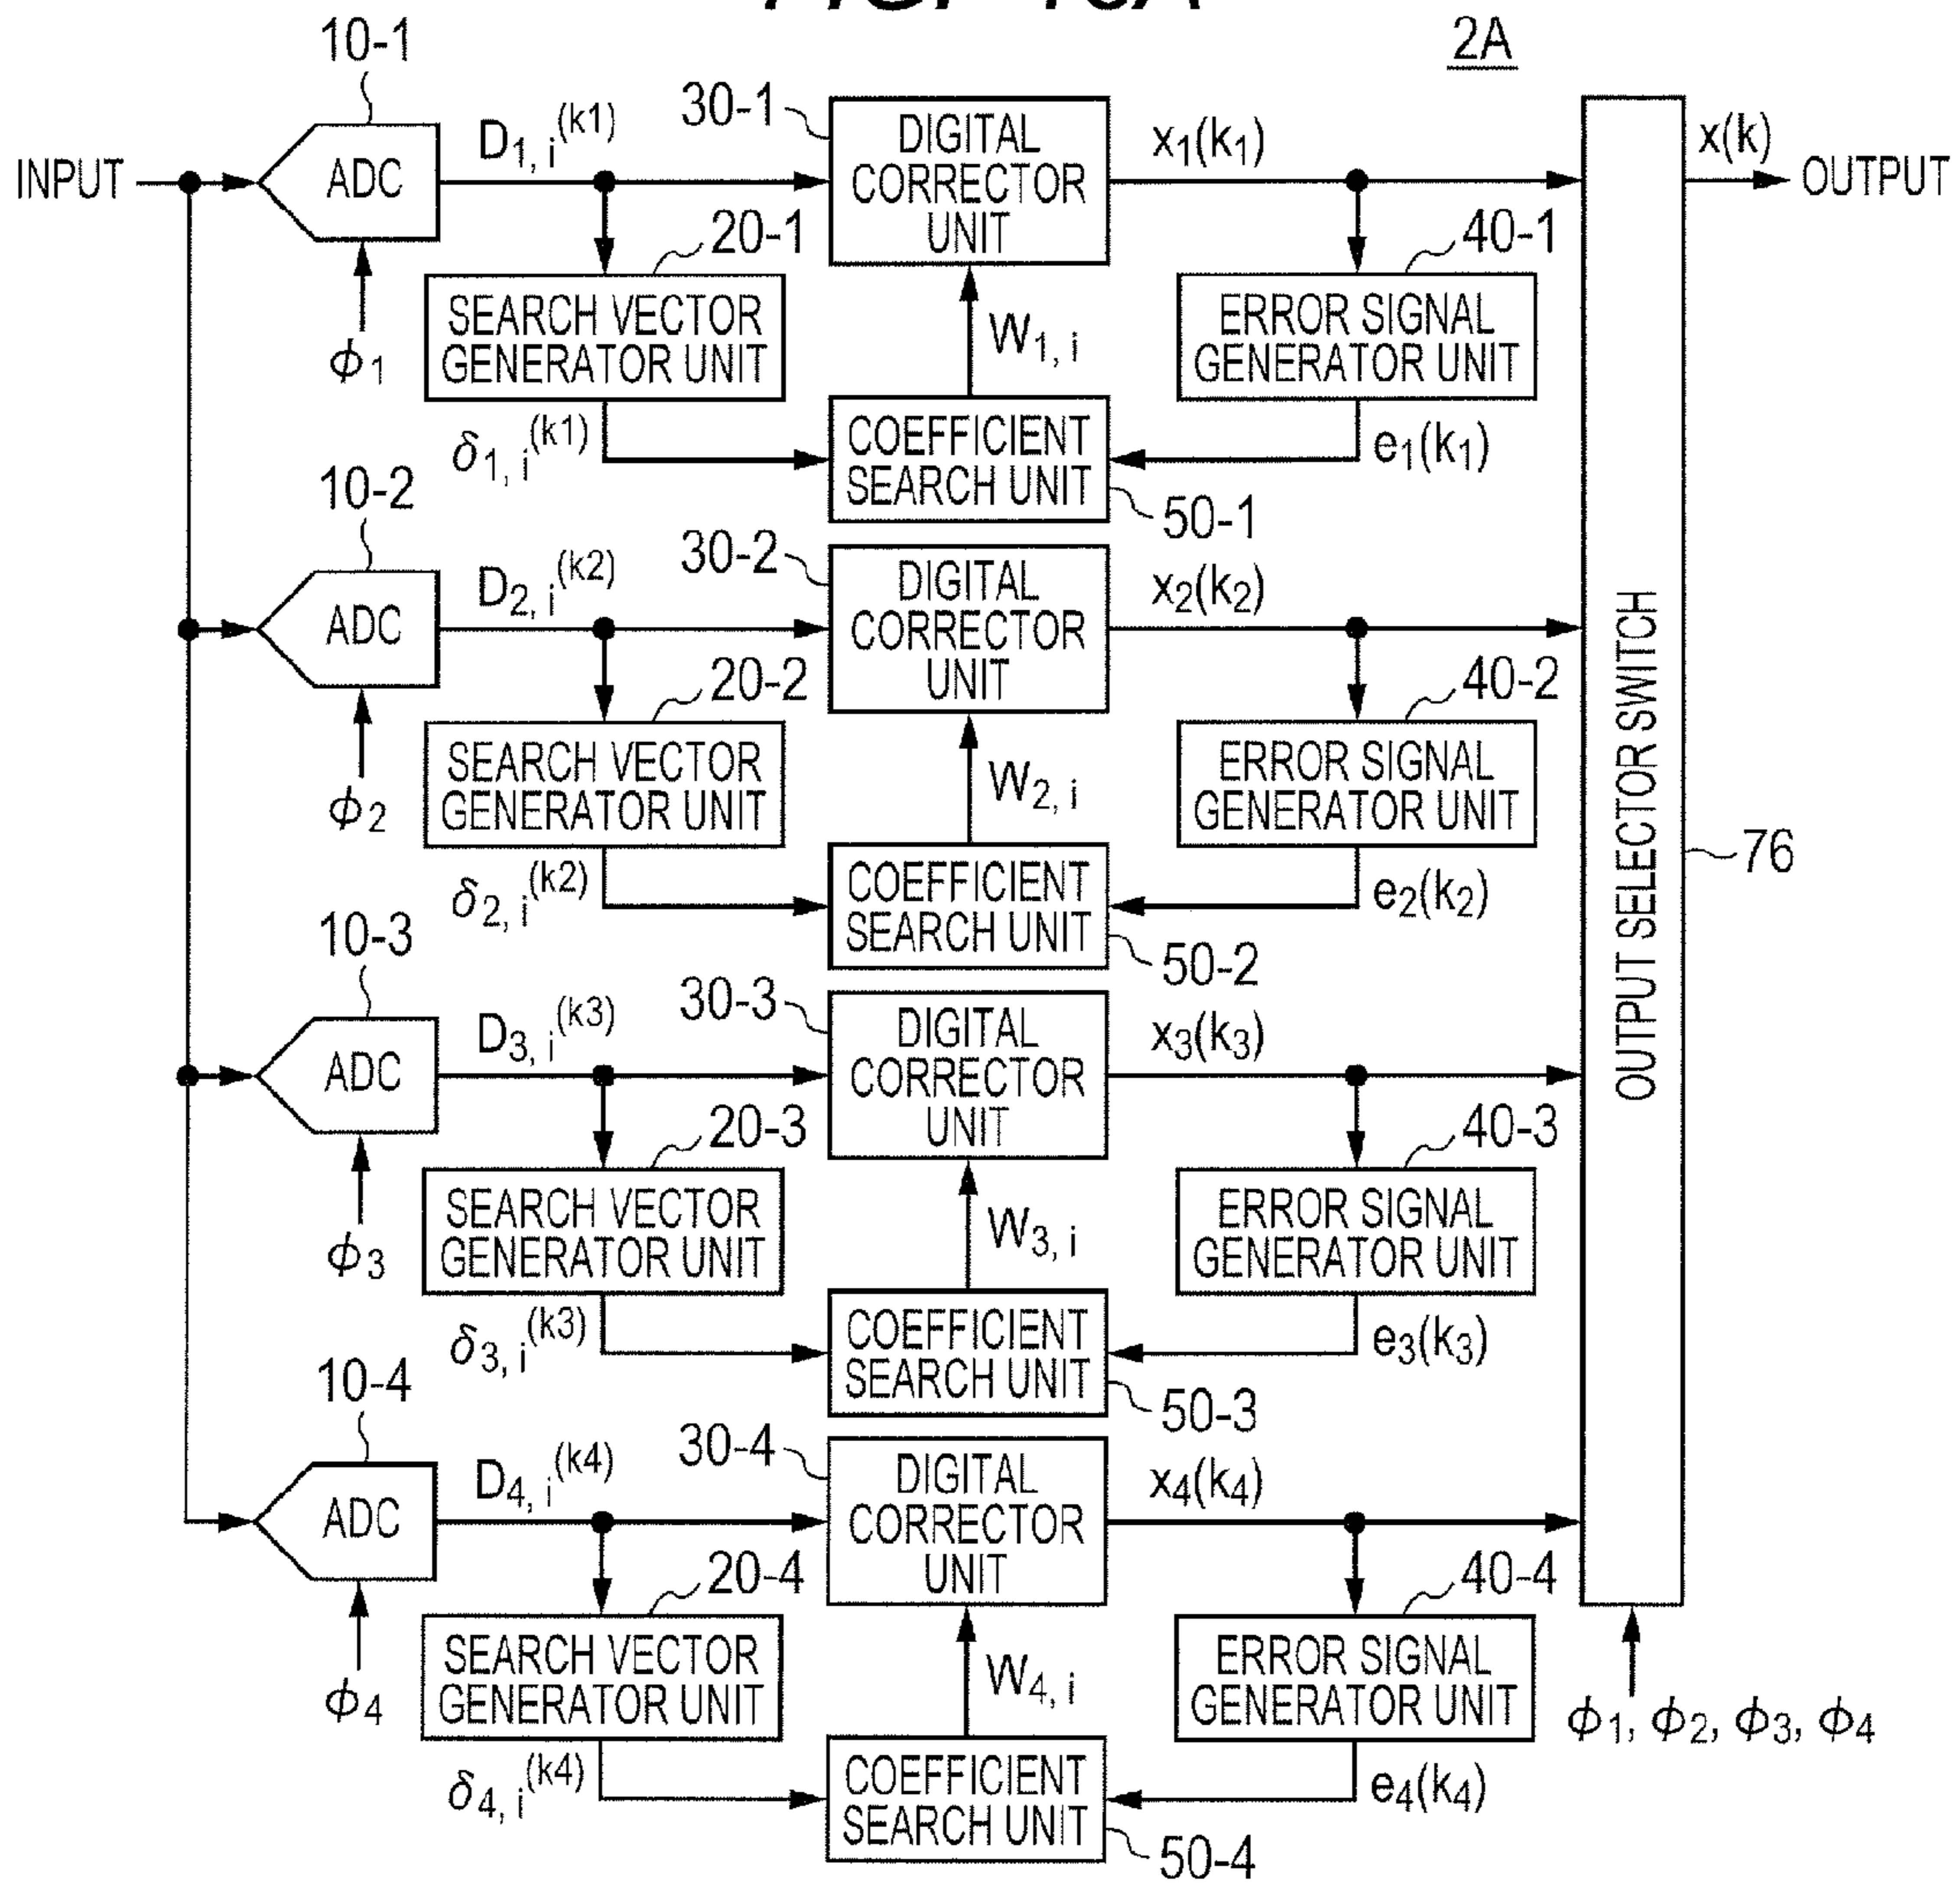 2A
10-1
INPUT
ADC
ϕ1
D1, i(k1)
20-1
SEARCH VECTOR
GENERATOR UNIT
δ1, i(k1)
30-1
DIGITAL
CORRECTOR
UNIT
W1, i
COEFFICIENT
SEARCH UNIT
50-1
x1(k1)
40-1
ERROR SIGNAL
GENERATOR UNIT
e1(k1)
x(k)
OUTPUT
10-2
ADC
ϕ2
D2, i(k2)
20-2
SEARCH VECTOR
GENERATOR UNIT
δ2, i(k2)
30-2
DIGITAL
CORRECTOR
UNIT
W2, i
COEFFICIENT
SEARCH UNIT
50-2
x2(k2)
40-2
ERROR SIGNAL
GENERATOR UNIT
e2(k2)
OUTPUT SELECTOR SWITCH
76
10-3
ADC
ϕ3
D3, i(k3)
20-3
SEARCH VECTOR
GENERATOR UNIT
δ3, i(k3)
30-3
DIGITAL
CORRECTOR
UNIT
W3, i
COEFFICIENT
SEARCH UNIT
50-3
x3(k3)
40-3
ERROR SIGNAL
GENERATOR UNIT
e3(k3)
10-4
ADC
ϕ4
D4, i(k4)
20-4
SEARCH VECTOR
GENERATOR UNIT
δ4, i(k4)
30-4
DIGITAL
CORRECTOR
UNIT
W4, i
COEFFICIENT
SEARCH UNIT
50-4
x4(k4)
40-4
ERROR SIGNAL
GENERATOR UNIT
e4(k4)
ϕ1, ϕ2, ϕ3, ϕ4